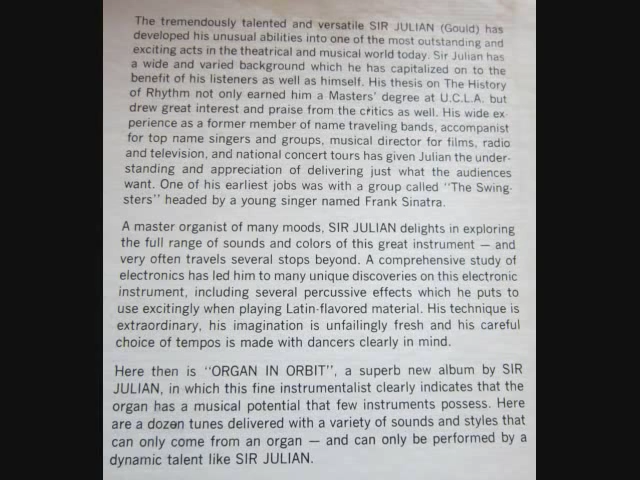 The tremendously talented and versatile SIR JULIAN (Gould) has
developed his unusual abilities into one of the most outstanding and
exciting acts in the theatrical and musical world today. Sir Julian has
a wide and varied background which he has capitalized on to the
benefit of his listeners as well as himself. His thesis on The History
of Rhythm not only earned him a Masters' degree at U.C.L.A. but
drew great interest and praise from the critics as well. His wide ex-
perience as a former member of name traveling bands, accompanist
for top name singers and groups, musical director for films, radio
and television, and national concert tours has given Julian the under-
standing and appreciation of delivering just what the audiences
want. One of his earliest jobs was with a group called "The Swing-
sters" headed by a young singer named Frank Sinatra.
A master organist of many moods, SIR JULIAN delights in exploring
the full range of sounds and colors of this great instrument — and
very often travels several stops beyond. A comprehensive study of
electronics has led him to many unique discoveries on this electronic
instrument, including several percussive effects which he puts to
use excitingly when playing Latin-flavored material. His technique is
extraordinary, his imagination is unfailingly fresh and his careful
choice of tempos is made with dancers clearly in mind.
Here then is "ORGAN IN ORBIT", a superb new album by SIR
JULIAN, in which this fine instrumentalist clearly indicates that the
organ has a musical potential that few instruments possess. Here
are a dozen tunes delivered with a variety of sounds and styles that
can only come from an organ — and can only be performed by a
dynamic talent like SIR JULIAN.